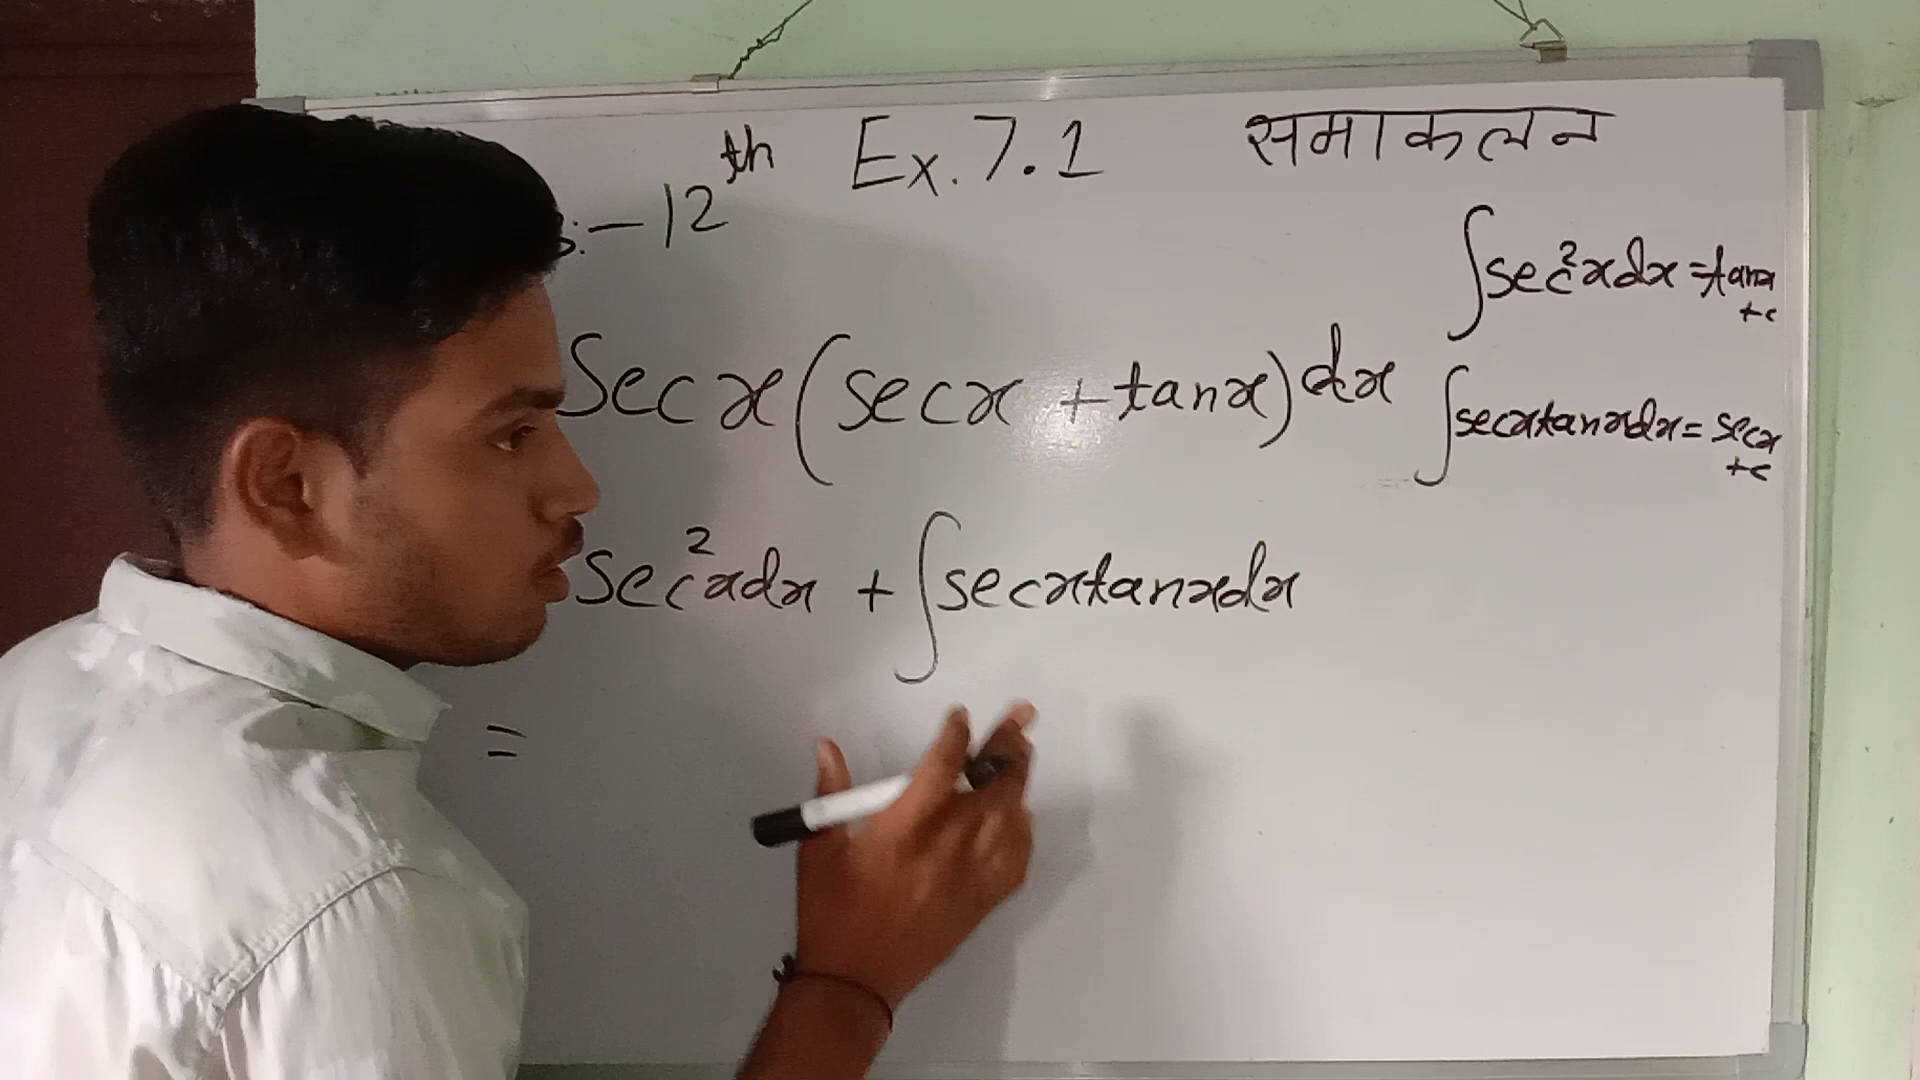 :-12th Ex. 7.1 समाकलन
∫sec²xdx = tanx
+c
Secx(secx + tanx)dx
∫secxtanxdx = secx
+c
sec²xdx + ∫secxtanxdx
=